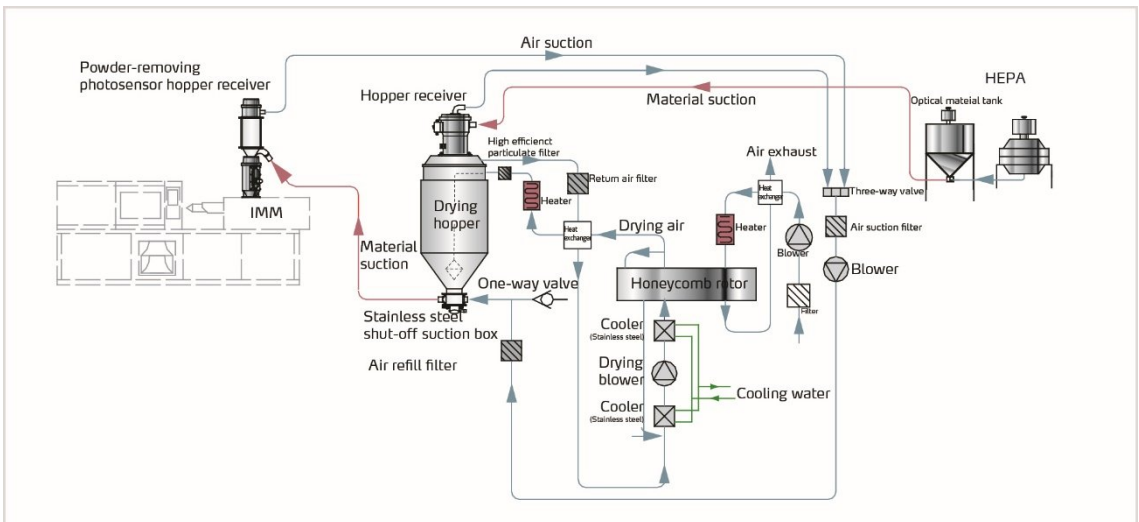 Air suction
Powder-removing
photosensor hopper receiver
Hopper receiver
Material suction
HEPA
Optical mateial tank
High efficienct
particulate filter
Return air filter
Air exhaust
Heat exchanger
Three-way valve
Heater
Drying
hopper
Heat exchanger
Drying air
Heater
Blower
Air suction filter
IMM
Material
suction
One-way valve
Honeycomb rotor
Blower
Filter
Stainless steel
shut-off suction box
Air refill filter
Cooler
(Stainless steel)
Drying
blower
Cooling water
Cooler
(Stainless steel)